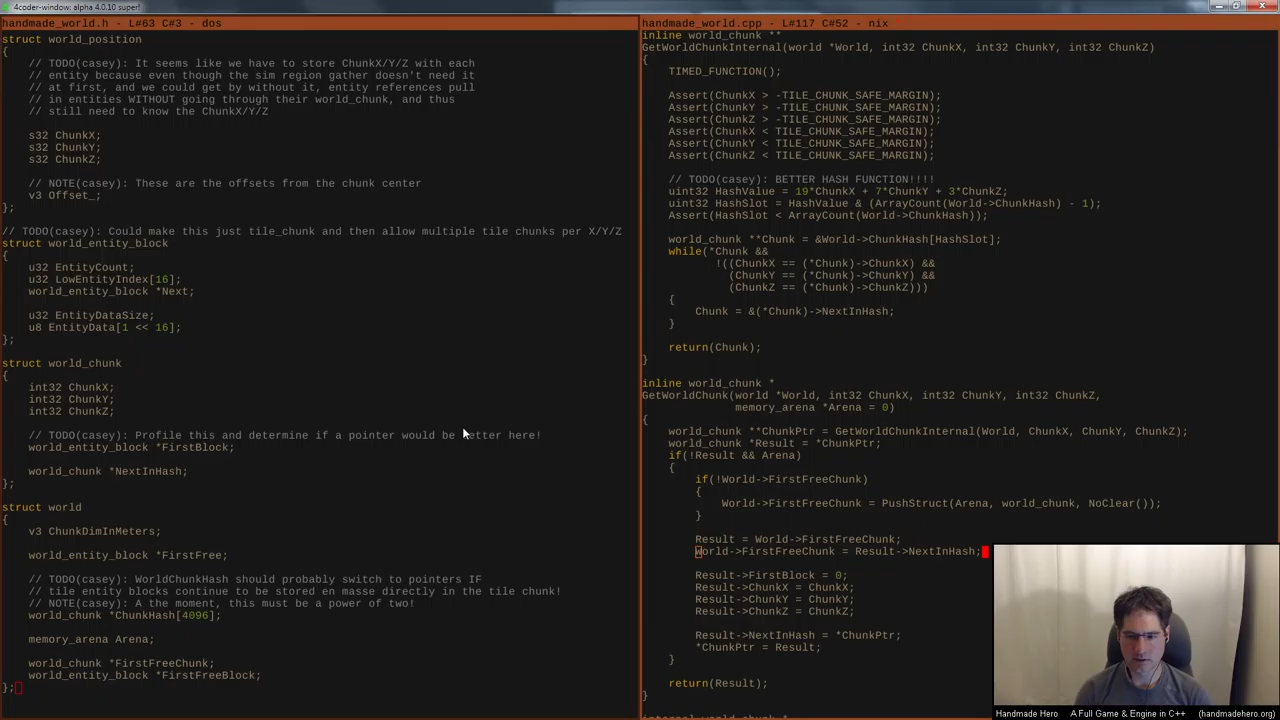 4coder-window: alpha 4.0.10 super!
handmade_world.h - L#63 C#3 - dos
struct world_position
{
    // TODO(casey): It seems like we have to store ChunkX/Y/Z with each
    // entity because even though the sim region gather doesn't need it
    // at first, and we could get by without it, entity references pull
    // in entities WITHOUT going through their world_chunk, and thus
    // still need to know the ChunkX/Y/Z

    s32 ChunkX;
    s32 ChunkY;
    s32 ChunkZ;

    // NOTE(casey): These are the offsets from the chunk center
    v3 Offset_;
};

// TODO(casey): Could make this just tile_chunk and then allow multiple tile chunks per X/Y/Z
struct world_entity_block
{
    u32 EntityCount;
    u32 LowEntityIndex[16];
    world_entity_block *Next;

    u32 EntityDataSize;
    u8 EntityData[1 << 16];
};

struct world_chunk
{
    int32 ChunkX;
    int32 ChunkY;
    int32 ChunkZ;

    // TODO(casey): Profile this and determine if a pointer would be better here!
    world_entity_block *FirstBlock;

    world_chunk *NextInHash;
};

struct world
{
    v3 ChunkDimInMeters;

    world_entity_block *FirstFree;

    // TODO(casey): WorldChunkHash should probably switch to pointers IF
    // tile entity blocks continue to be stored en masse directly in the tile chunk!
    // NOTE(casey): A the moment, this must be a power of two!
    world_chunk *ChunkHash[4096];

    memory_arena Arena;

    world_chunk *FirstFreeChunk;
    world_entity_block *FirstFreeBlock;
};
handmade_world.cpp - L#117 C#52 - nix *
inline world_chunk **
GetWorldChunkInternal(world *World, int32 ChunkX, int32 ChunkY, int32 ChunkZ)
{
    TIMED_FUNCTION();

    Assert(ChunkX > -TILE_CHUNK_SAFE_MARGIN);
    Assert(ChunkY > -TILE_CHUNK_SAFE_MARGIN);
    Assert(ChunkZ > -TILE_CHUNK_SAFE_MARGIN);
    Assert(ChunkX < TILE_CHUNK_SAFE_MARGIN);
    Assert(ChunkY < TILE_CHUNK_SAFE_MARGIN);
    Assert(ChunkZ < TILE_CHUNK_SAFE_MARGIN);

    // TODO(casey): BETTER HASH FUNCTION!!!!
    uint32 HashValue = 19*ChunkX + 7*ChunkY + 3*ChunkZ;
    uint32 HashSlot = HashValue & (ArrayCount(World->ChunkHash) - 1);
    Assert(HashSlot < ArrayCount(World->ChunkHash));

    world_chunk **Chunk = &World->ChunkHash[HashSlot];
    while(*Chunk &&
           !((ChunkX == (*Chunk)->ChunkX) &&
             (ChunkY == (*Chunk)->ChunkY) &&
             (ChunkZ == (*Chunk)->ChunkZ)))
    {
        Chunk = &(*Chunk)->NextInHash;
    }

    return(Chunk);
}

inline world_chunk *
GetWorldChunk(world *World, int32 ChunkX, int32 ChunkY, int32 ChunkZ,
              memory_arena *Arena = 0)
{
    world_chunk **ChunkPtr = GetWorldChunkInternal(World, ChunkX, ChunkY, ChunkZ);
    world_chunk *Result = *ChunkPtr;
    if(!Result && Arena)
    {
        if(!World->FirstFreeChunk)
        {
            World->FirstFreeChunk = PushStruct(Arena, world_chunk, NoClear());
        }

        Result = World->FirstFreeChunk;
        World->FirstFreeChunk = Result->NextInHash;

        Result->FirstBlock = 0;
        Result->ChunkX = ChunkX;
        Result->ChunkY = ChunkY;
        Result->ChunkZ = ChunkZ;

        Result->NextInHash = *ChunkPtr;
        *ChunkPtr = Result;
    }

    return(Result);
}
Handmade Hero    A Full Game & Engine in C++    (handmadehero.org)